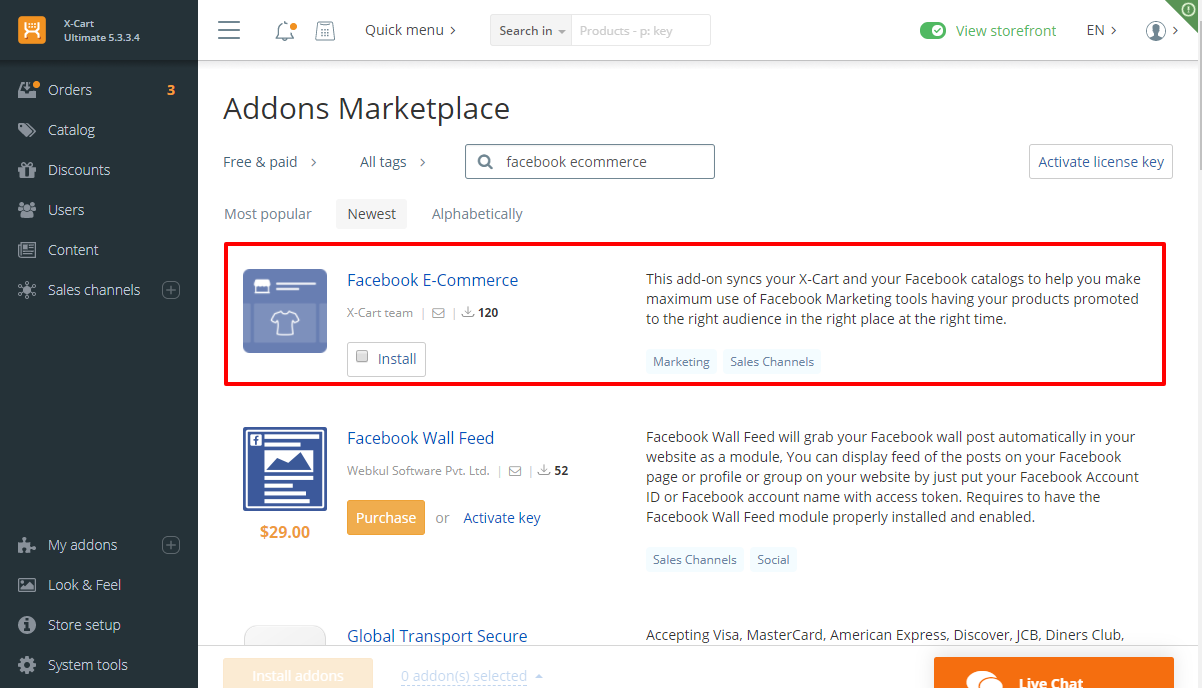 X-Cart
Ultimate 5.3.3.4
Quick menu
Search in
Products - p: key
View storefront
EN
Orders
3
Catalog
Discounts
Users
Content
Sales channels
My addons
Look & Feel
Store setup
System tools
Addons Marketplace
Free & paid
All tags
facebook ecommerce
Activate license key
Most popular
Newest
Alphabetically
Facebook E-Commerce
X-Cart team | | 120
Install
This add-on syncs your X-Cart and your Facebook catalogs to help you make
maximum use of Facebook Marketing tools having your products promoted
to the right audience in the right place at the right time.
Marketing
Sales Channels
Facebook Wall Feed
Webkul Software Pvt. Ltd. | | 52
$29.00
Purchase or Activate key
Facebook Wall Feed will grab your Facebook wall post automatically in your
website as a module, You can display feed of the posts on your Facebook
page or profile or group on your website by just put your Facebook Account
ID or Facebook account name with access token. Requires to have the
Facebook Wall Feed module properly installed and enabled.
Sales Channels
Social
Global Transport Secure
Accepting Visa, MasterCard, American Express, Discover, JCB, Diners Club,
Install addons
0 addon(s) selected
Live Chat